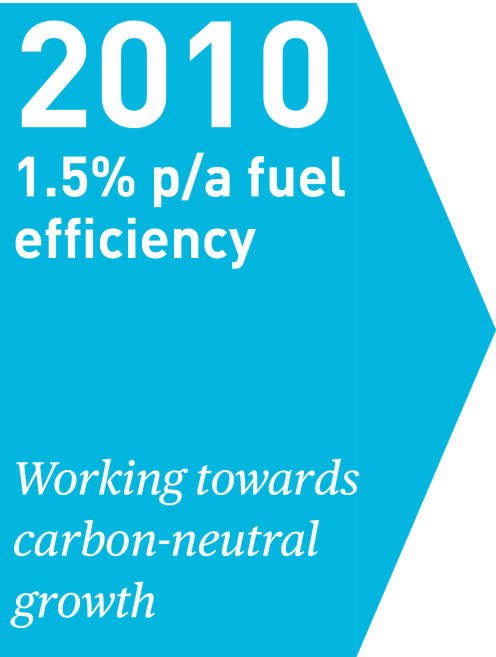 2010
1.5% p/a fuel
efficiency
Working towards
carbon-neutral
growth